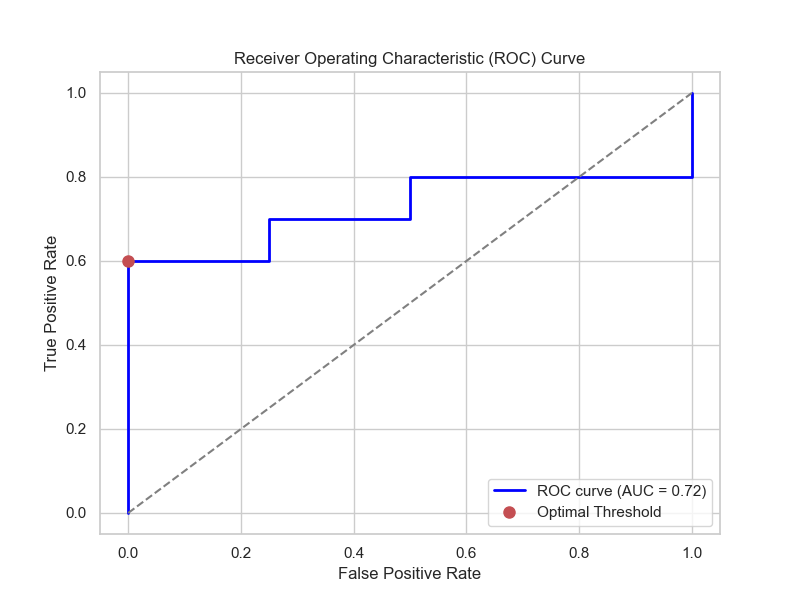 Receiver Operating Characteristic (ROC) Curve
True Positive Rate
1.0
0.8
0.6
0.4
0.2
0.0
ROC curve (AUC = 0.72)
Optimal Threshold
0.0 0.2 0.4 0.6 0.8 1.0
False Positive Rate